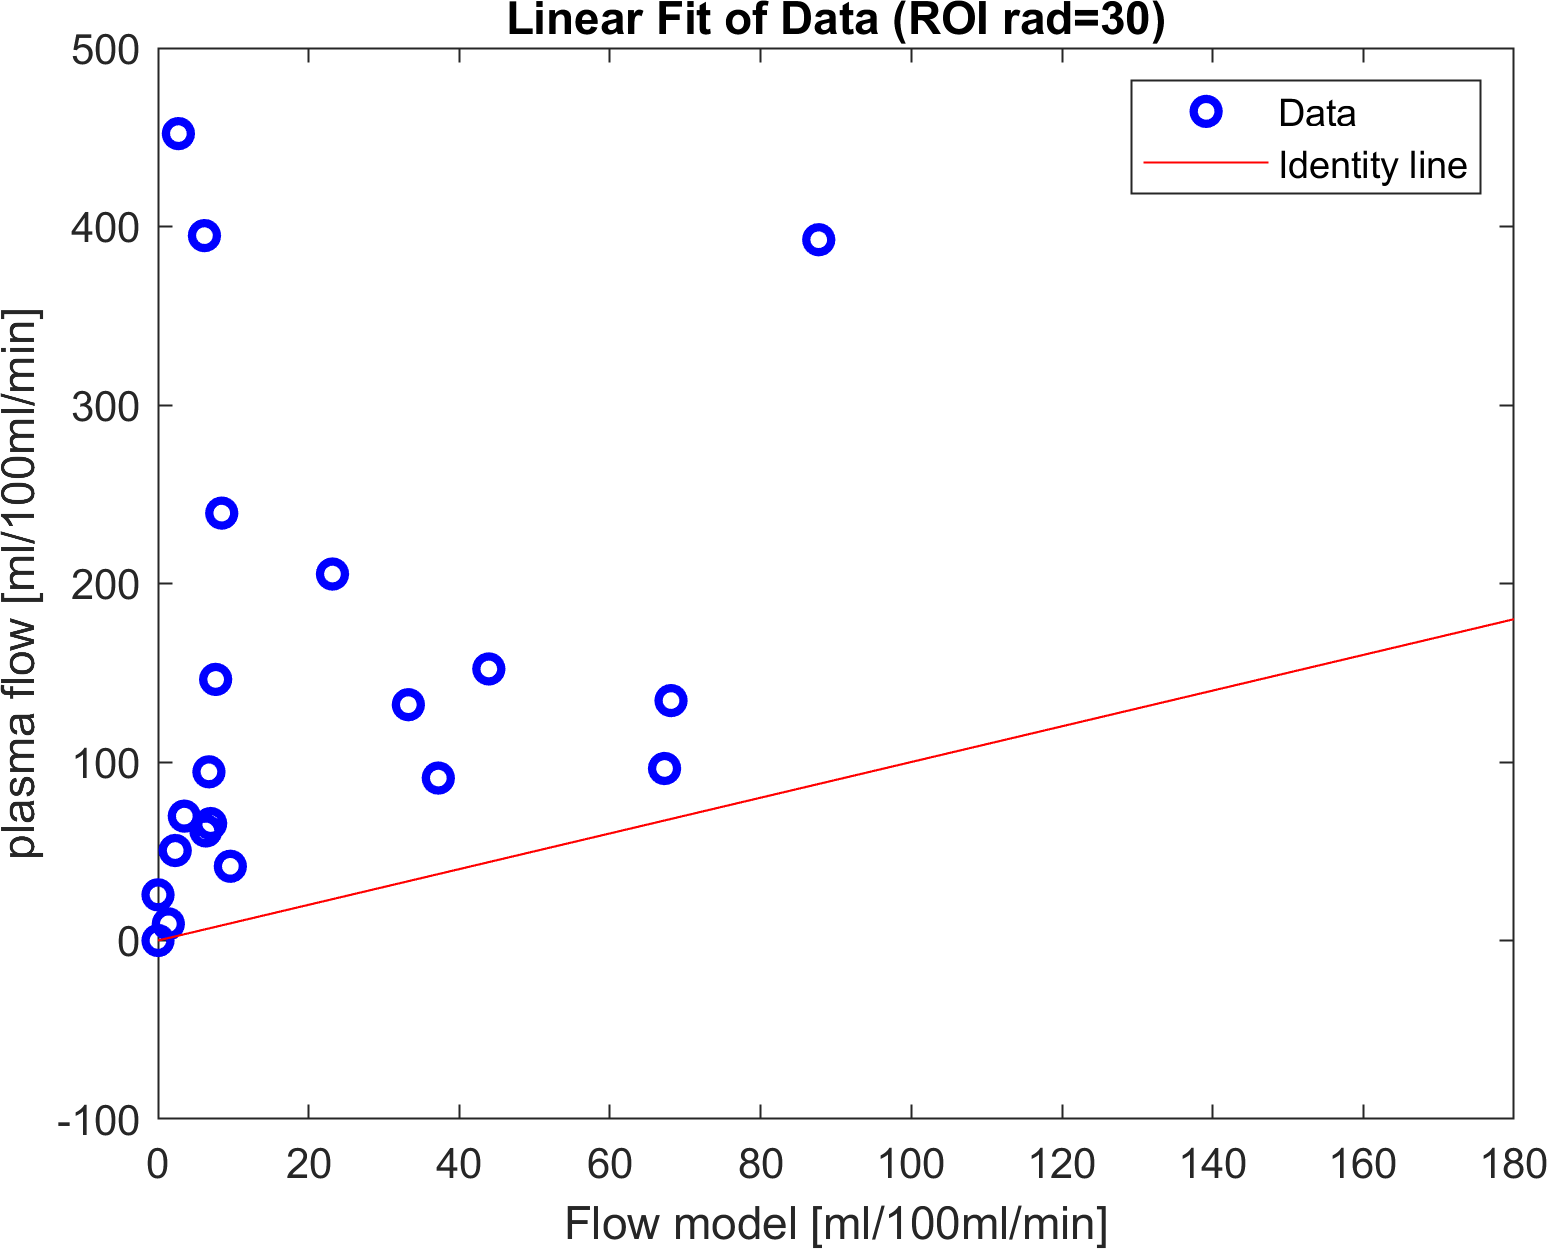 Linear Fit of Data (ROI rad=30)
500
400
300
200
100
0
-100
plasma flow [ml/100ml/min]
Data
Identity line
0 20 40 60 80 100 120 140 160 180
Flow model [ml/100ml/min]